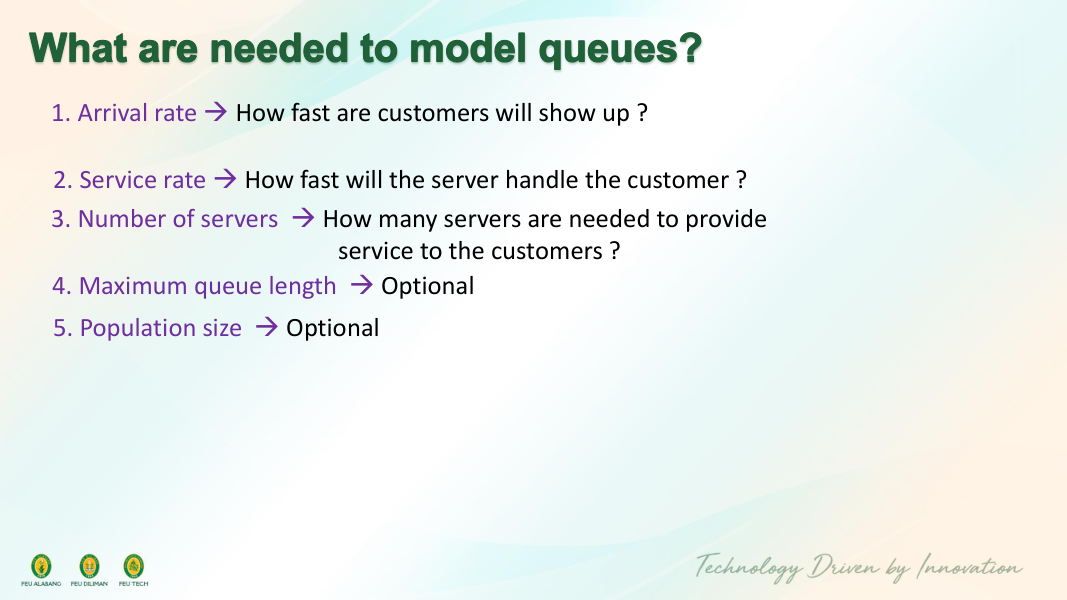 What are needed to model queues?
1. Arrival rate → How fast are customers will show up ?
2. Service rate → How fast will the server handle the customer ?
3. Number of servers → How many servers are needed to provide
service to the customers ?
4. Maximum queue length → Optional
5. Population size → Optional
FEU ALABANG FEU DILIMAN FEU TECH
Technology Driven by Innovation